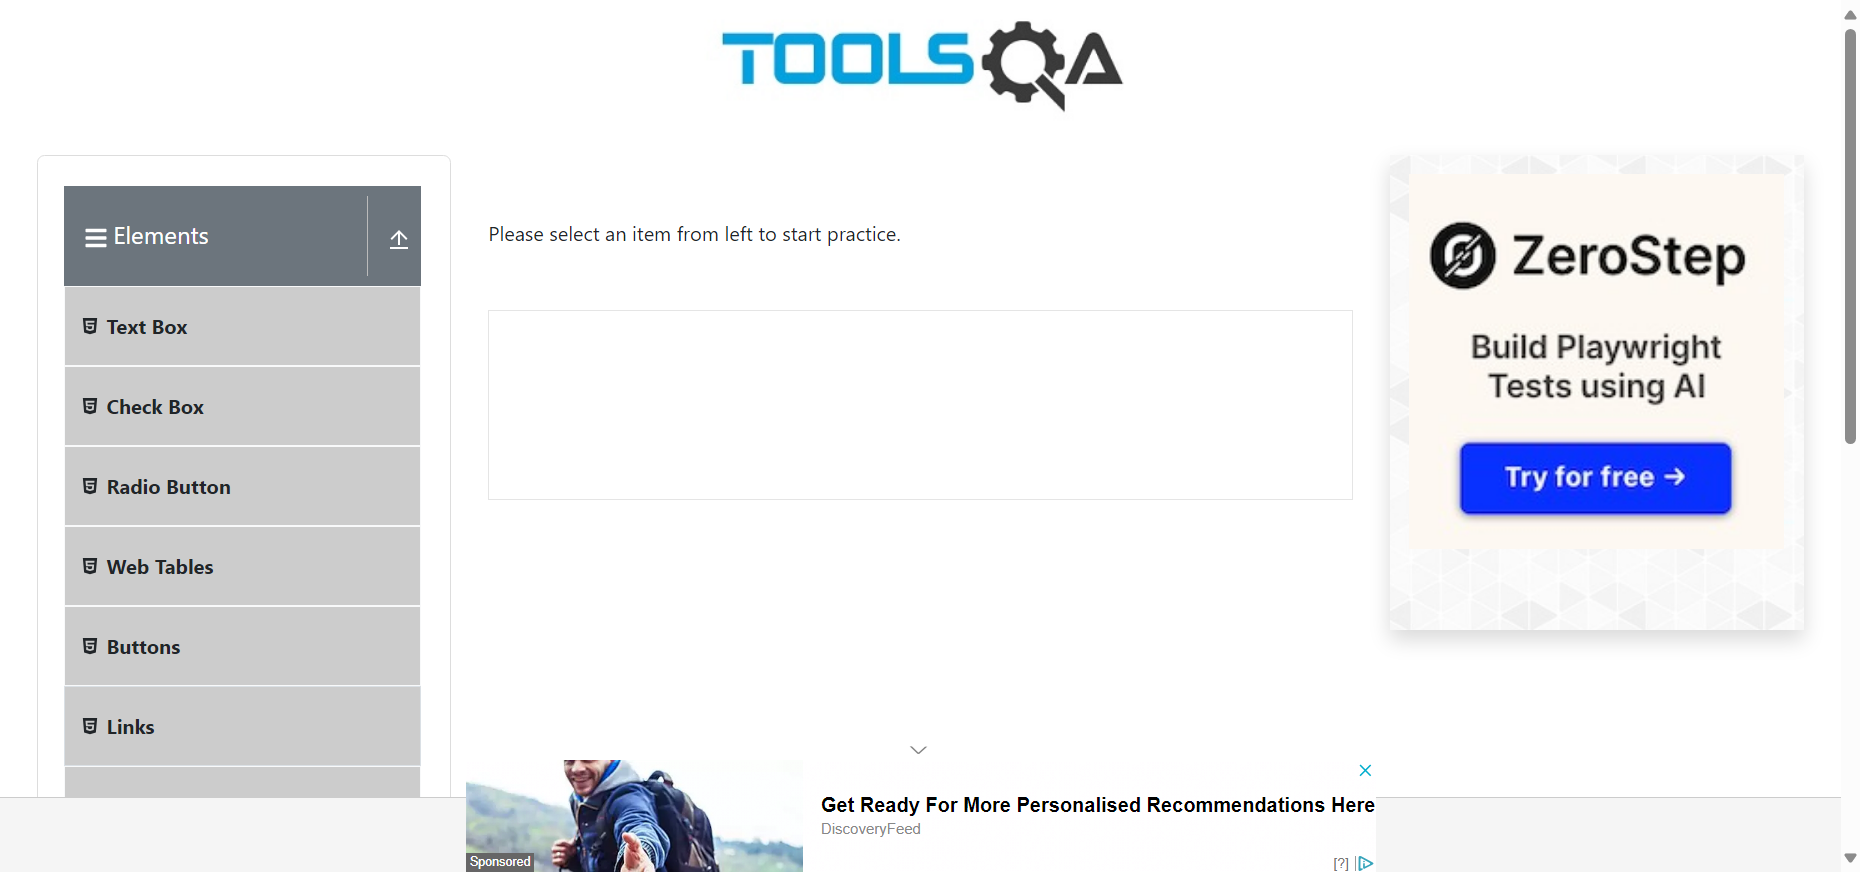 TOOLSQA
Elements
Text Box
Check Box
Radio Button
Web Tables
Buttons
Links
Please select an item from left to start practice.
ZeroStep
Build Playwright
Tests using AI
Try for free →
Get Ready For More Personalised Recommendations Here
DiscoveryFeed
Sponsored
[?]